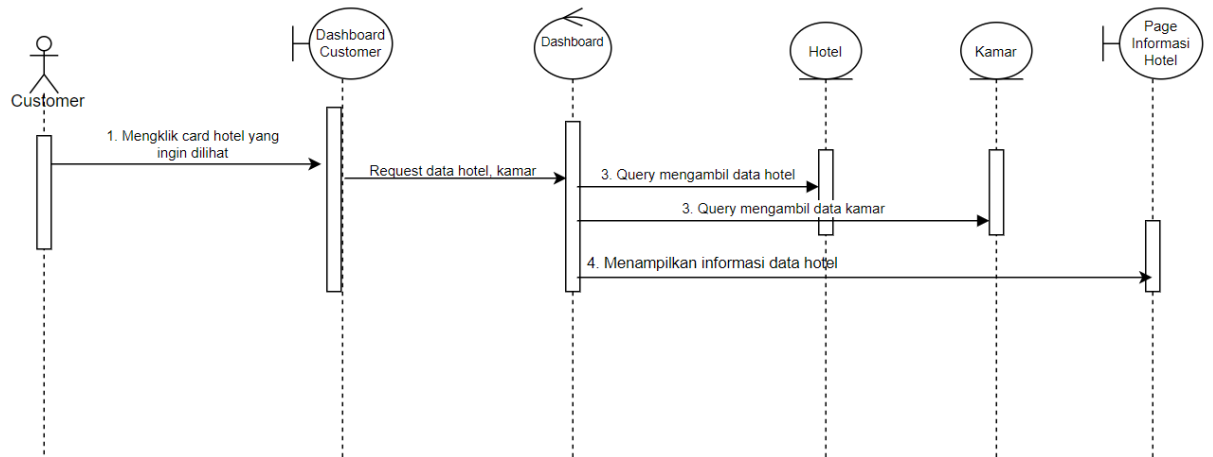 Customer
Dashboard
Customer
Dashboard
Hotel
Kamar
Page
Informasi
Hotel
1. Mengklik card hotel yang
ingin dilihat
Request data hotel, kamar
3. Query mengambil data hotel
3. Query mengambil data kamar
4. Menampilkan informasi data hotel